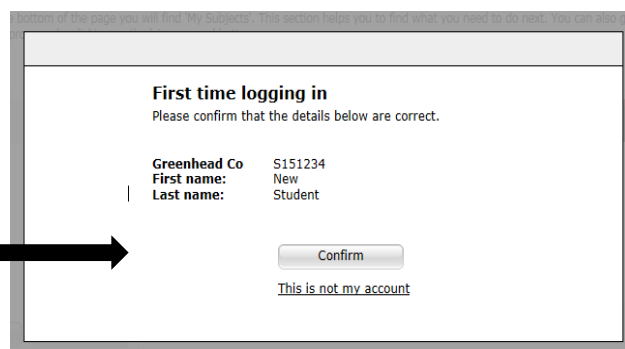 bottom of the page you will find 'My Subjects'. This section helps you to find what you need to do next. You can also g
First time logging in
Please confirm that the details below are correct.
Greenhead Co S151234
First name: New
Last name: Student
Confirm
This is not my account